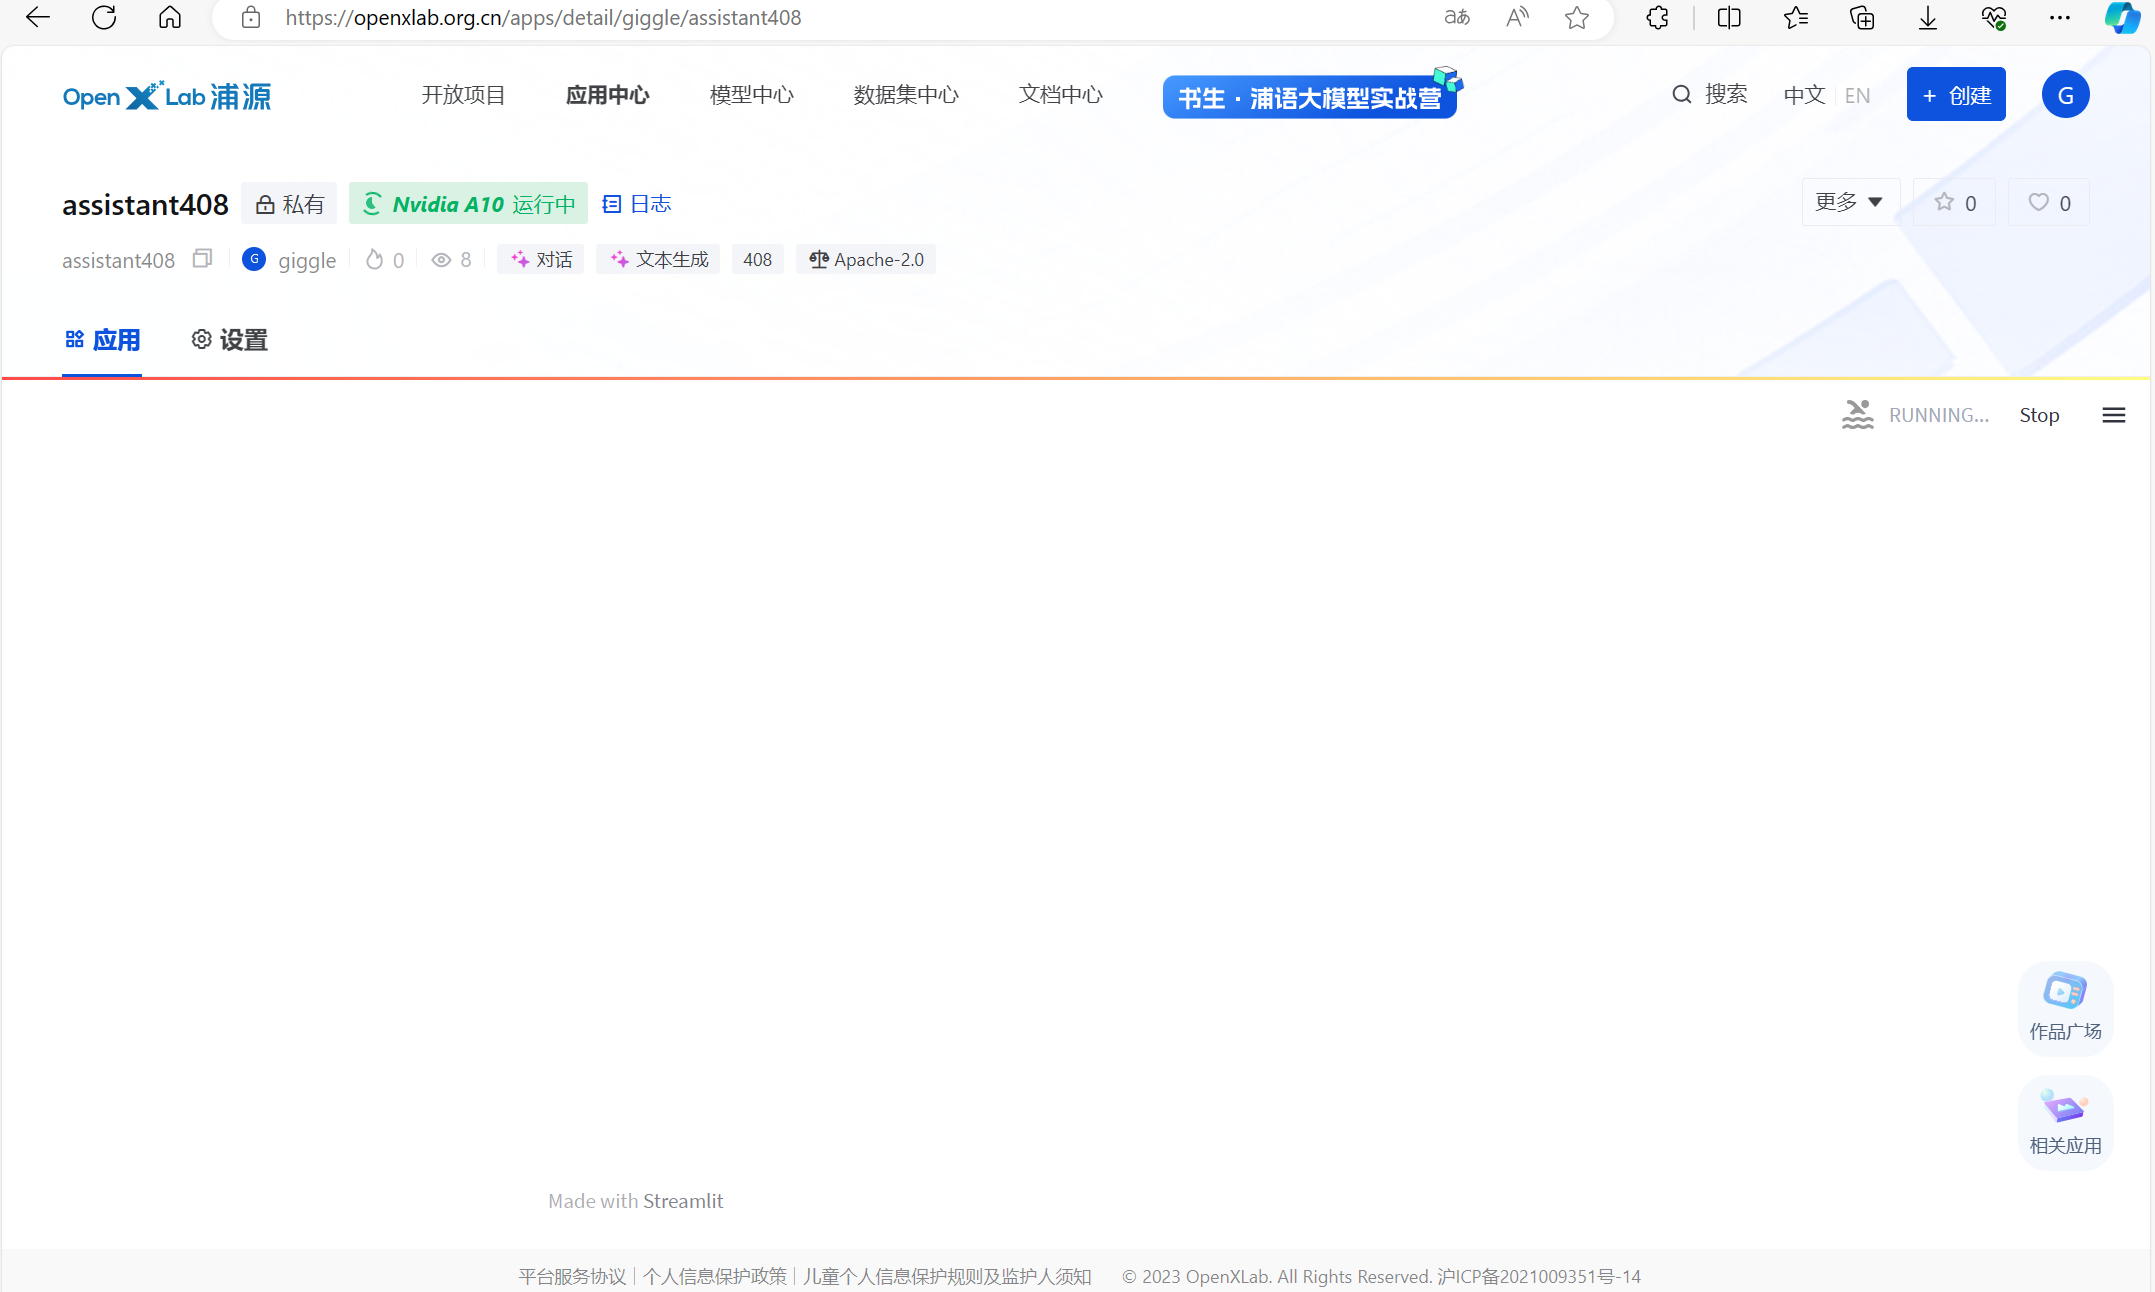 https://openxlab.org.cn/apps/detail/giggle/assistant408
aあ
Open X Lab 浦源
开放项目
应用中心
模型中心
数据集中心
文档中心
书生·浦语大模型实战营
搜索
中文 EN
+ 创建
G
assistant408
私有
Nvidia A10 运行中
日志
更多
0
0
assistant408
G giggle
0
8
对话
文本生成
408
Apache-2.0
应用
设置
RUNNING...
Stop
作品广场
相关应用
Made with Streamlit
平台服务协议 | 个人信息保护政策 | 儿童个人信息保护规则及监护人须知 © 2023 OpenXLab. All Rights Reserved. 沪ICP备2021009351号-14